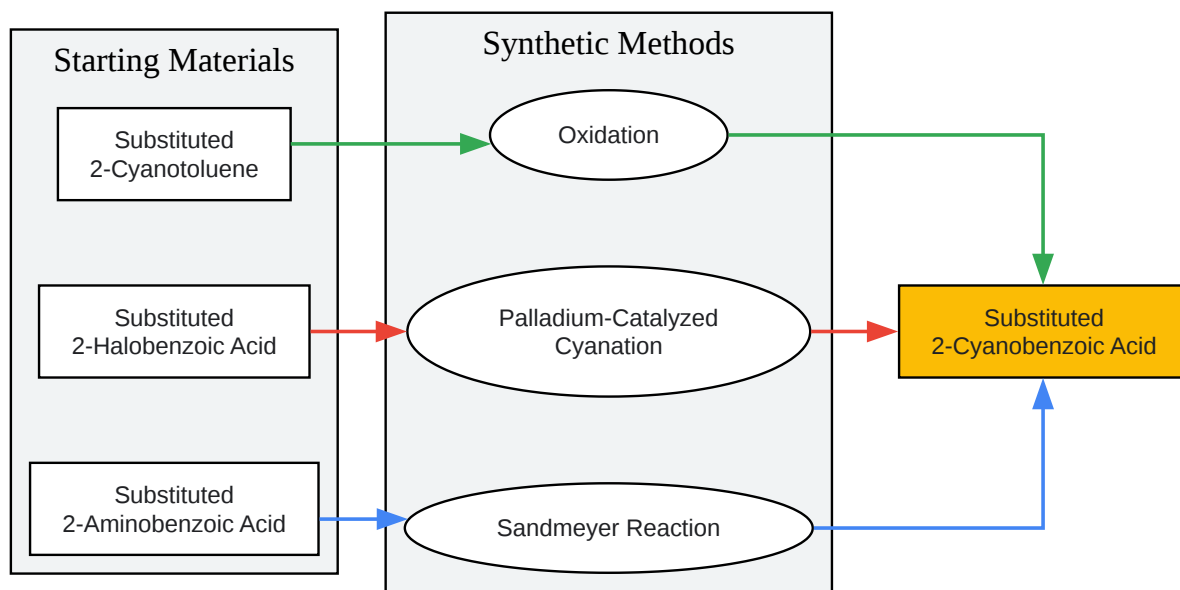 Starting Materials
Synthetic Methods
Substituted
2-Cyanotoluene
Oxidation
Substituted
2-Halobenzoic Acid
Palladium-Catalyzed
Cyanation
Substituted
2-Cyanobenzoic Acid
Substituted
2-Aminobenzoic Acid
Sandmeyer Reaction